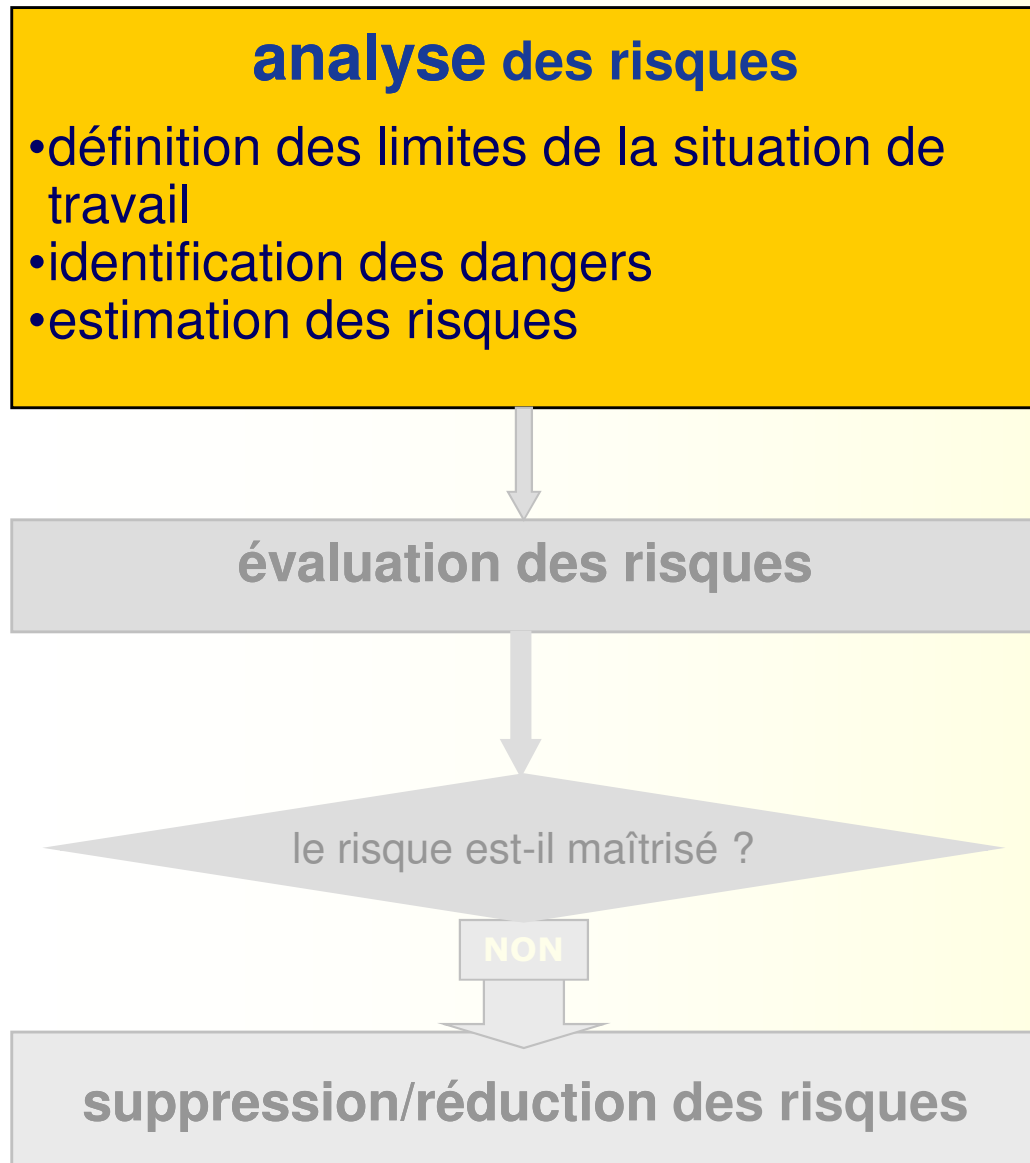 analyse des risques
•définition des limites de la situation de
travail
•identification des dangers
•estimation des risques
évaluation des risques
le risque est-il maîtrisé ?
NON
suppression/réduction des risques